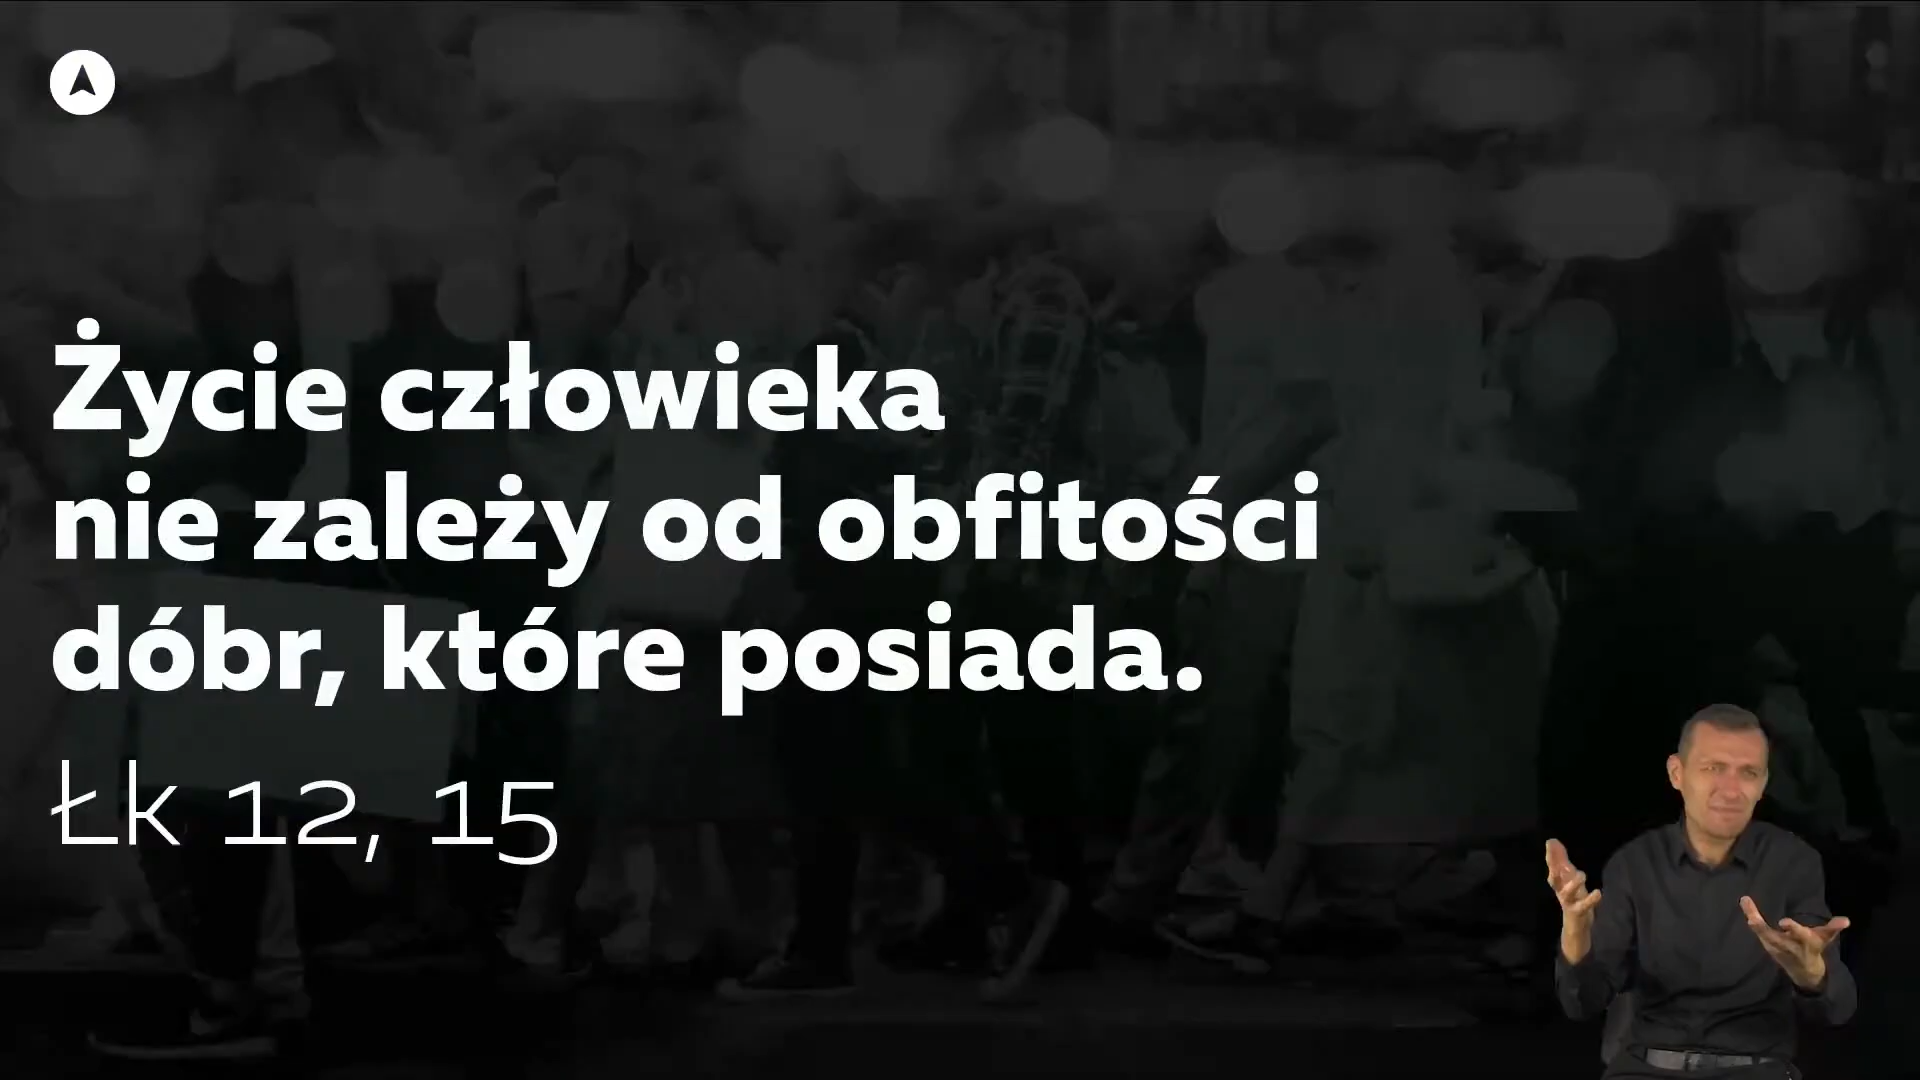 Życie człowieka
nie zależy od obfitości
dóbr, które posiada.
Łk 12, 15